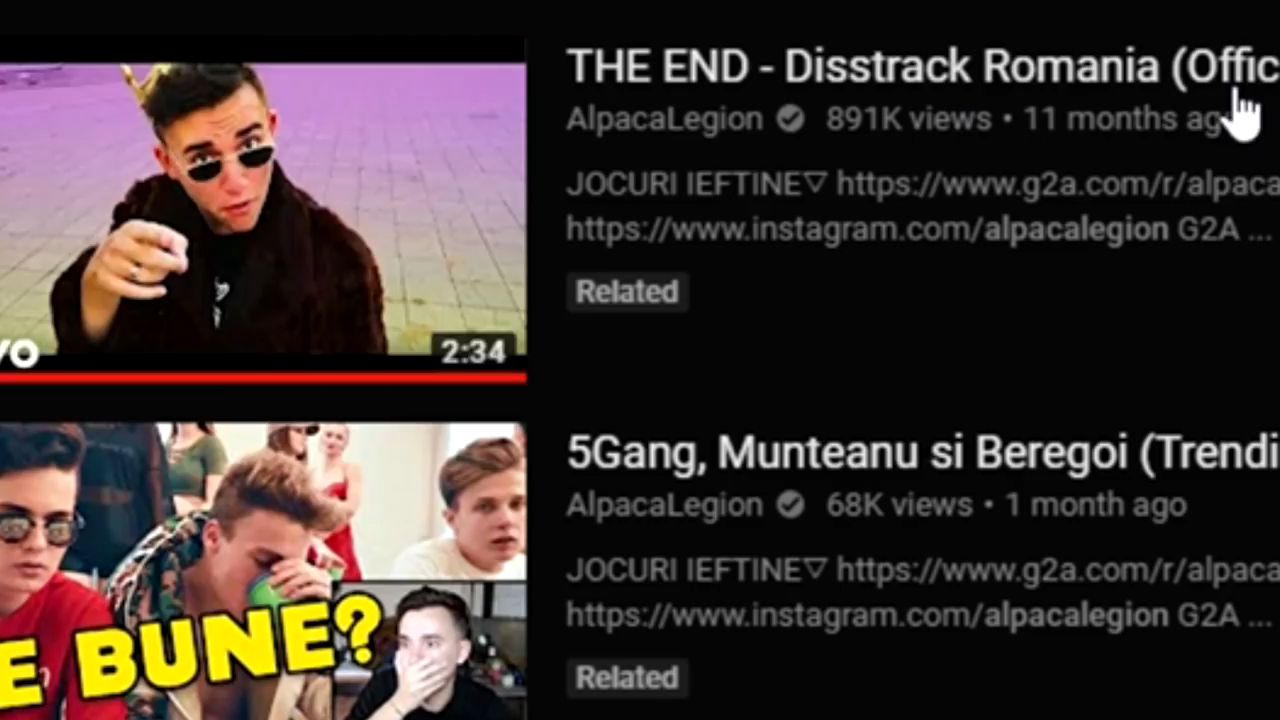 THE END - Disstrack Romania (Offic
AlpacaLegion 891K views • 11 months ag
JOCURI IEFTINE▽ https://www.g2a.com/r/alpaca
https://www.instagram.com/alpacalegion G2A ...
Related
VO
2:34
5Gang, Munteanu si Beregoi (Trendi
AlpacaLegion 68K views • 1 month ago
JOCURI IEFTINE▽ https://www.g2a.com/r/alpaca
https://www.instagram.com/alpacalegion G2A ...
Related
E BUNE?